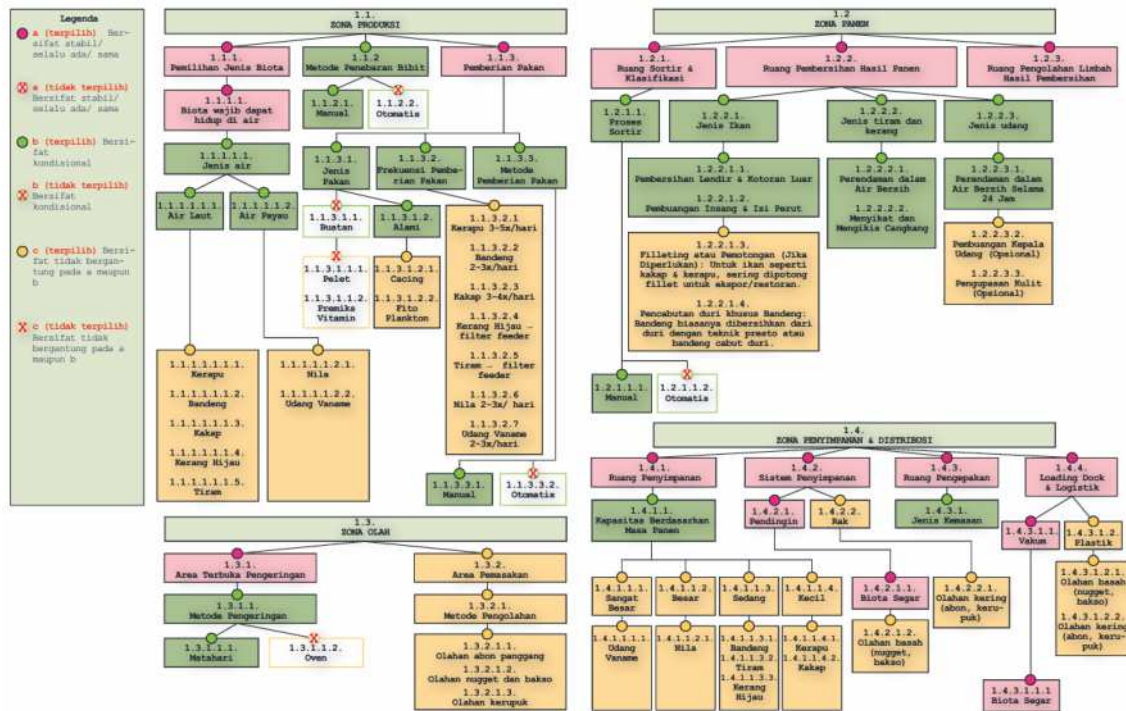 Legenda
a (terpilih) Ber-
sifat stabil/
selalu ada/ sama
a (tidak terpilih)
Bersifat stabil/
selalu ada/ sama
b (terpilih) Bersi-
fat
kondisional
b (tidak terpilih)
Bersifat
kondisional
c (terpilih) Bersi-
fat tidak bergan-
tung pada a maupun
b
c (tidak terpilih)
Bersifat tidak
bergantung pada a
maupun b
1.1.
ZONA PRODUKSI
1.1.1.
Pemilihan Jenis Biota
1.1.2
Metode Penebaran Bibit
1.1.3.
Pemberian Pakan
1.1.1.1.
Biota wajib dapat
hidup di air
1.1.2.1.
Manual
1.1.2.2.
Otomatis
1.1.1.1.1.
Jenis air
1.1.3.1.
Jenis
Pakan
1.1.3.2.
Frekuensi Pembe-
rian Pakan
1.1.3.3.
Metode
Pemberian Pakan
1.1.1.1.1.1.
Air Laut
1.1.1.1.1.2.
Air Payau
1.1.3.1.1.
Buatan
1.1.3.1.2.
Alami
1.1.3.1.1.1.
Pelet
1.1.3.1.1.2.
Premiks
Vitamin
1.1.3.1.2.1.
Cacing
1.1.3.1.2.2.
Fito
Plankton
1.1.3.2.1
Kerapu 3-5x/hari
1.1.3.2.2
Bandeng
2-3x/hari
1.1.3.2.3
Kakap 3-4x/hari
1.1.3.2.4
Kerang Hijau →
filter feeder
1.1.3.2.5
Tiram → filter
feeder
1.1.3.2.6
Nila 2-3x/ hari
1.1.3.2.7
Udang Vaname
2-3x/hari
1.1.1.1.1.1.1.
Kerapu
1.1.1.1.1.1.2.
Bandeng
1.1.1.1.1.1.3.
Kakap
1.1.1.1.1.1.4.
Kerang Hijau
1.1.1.1.1.1.5.
Tiram
1.1.1.1.1.2.1.
Nila
1.1.1.1.1.2.2.
Udang Vaname
1.1.3.3.1.
Manual
1.1.3.3.2.
Otomatis
1.2
ZONA PANEN
1.2.1.
Ruang Sortir &
Klasifikasi
1.2.2.
Ruang Pembersihan Hasil Panen
1.2.3.
Ruang Pengolahan Limbah
Hasil Pembersihan
1.2.1.1.
Proses
Sortir
1.2.2.1.
Jenis Ikan
1.2.2.2.
Jenis tiram dan
kerang
1.2.2.3.
Jenis udang
1.2.2.1.1.
Pembersihan Lendir & Kotoran Luar
1.2.2.1.2.
Pembuangan Insang & Isi Perut
1.2.2.2.1.
Perendaman dalam
Air Bersih
1.2.2.2.2.
Menyikat dan
Mengikis Cangkang
1.2.2.3.1.
Perendaman dalam
Air Bersih Selama
24 Jam
1.2.2.1.3.
Filleting atau Pemotongan (Jika
Diperlukan): Untuk ikan seperti
kakap & kerapu, sering dipotong
fillet untuk ekspor/restoran.
1.2.2.1.4.
Pencabutan duri khusus Bandeng:
Bandeng biasanya dibersihkan dari
duri dengan teknik presto atau
bandeng cabut duri.
1.2.2.3.2.
Pembuangan Kepala
Udang (Opsional)
1.2.2.3.3.
Pengupasan Kulit
(Opsional)
1.2.1.1.1.
Manual
1.2.1.1.2.
Otomatis
1.3.
ZONA OLAH
1.3.1.
Area Terbuka Pengeringan
1.3.2.
Area Pemasakan
1.3.1.1.
Metode Pengeringan
1.3.2.1.
Metode Pengolahan
1.3.1.1.1.
Matahari
1.3.1.1.2.
Oven
1.3.2.1.1.
Olahan abon panggang
1.3.2.1.2.
Olahan nugget dan bakso
1.3.2.1.3.
Olahan kerupuk
1.4.
ZONA PENYIMPANAN & DISTRIBUSI
1.4.1.
Ruang Penyimpanan
1.4.2.
Sistem Penyimpanan
1.4.3.
Ruang Pengepakan
1.4.4.
Loading Dock
& Logistik
1.4.1.1.
Kapasitas Berdasarkan
Masa Panen
1.4.2.1.
Pendingin
1.4.2.2.
Rak
1.4.3.1.
Jenis Kemasan
1.4.3.1.1.
Vakum
1.4.3.1.2.
Plastik
1.4.1.1.1.
Sangat
Besar
1.4.1.1.2.
Besar
1.4.1.1.3.
Sedang
1.4.1.1.4.
Kecil
1.4.2.1.1.
Biota Segar
1.4.2.2.1.
Olahan kering
(abon, keru-
puk)
1.4.3.1.2.1.
Olahan basah
(nugget,
bakso)
1.4.3.1.2.2.
Olahan kering
(abon, keru-
puk)
1.4.1.1.1.1.
Udang
Vaname
1.4.1.1.2.1.
Nila
1.4.1.1.3.1.
Bandeng
1.4.1.1.3.2.
Tiram
1.4.1.1.3.3.
Kerang
Hijau
1.4.1.1.4.1.
Kerapu
1.4.1.1.4.2.
Kakap
1.4.2.1.2.
Olahan basah
(nugget,
bakso)
1.4.3.1.1.1
Biota Segar